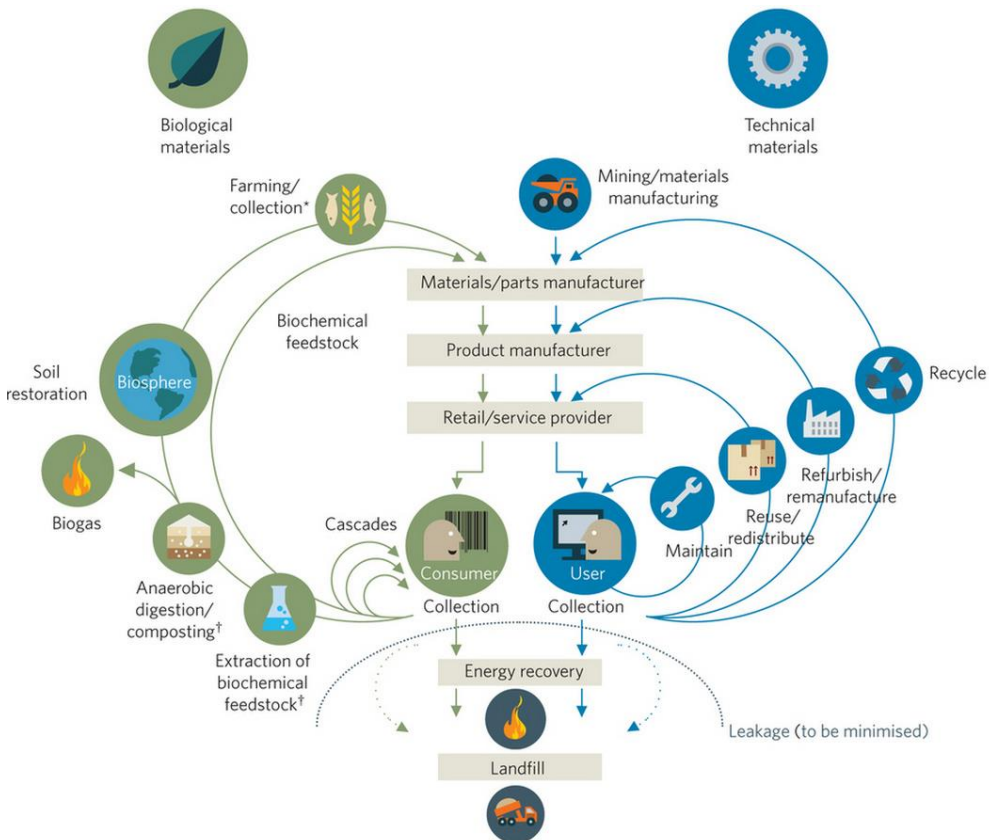 Biological
materials
Technical
materials
Farming/
collection*
Mining/materials
manufacturing
Materials/parts manufacturer
Biochemical
feedstock
Product manufacturer
Soil
restoration
Biosphere
Recycle
Retail/service provider
Biogas
Refurbish/
remanufacture
Reuse/
redistribute
Cascades
Maintain
Consumer
User
Anaerobic
digestion/
composting†
Collection
Collection
Extraction of
biochemical
feedstock†
Energy recovery
Leakage (to be minimised)
Landfill